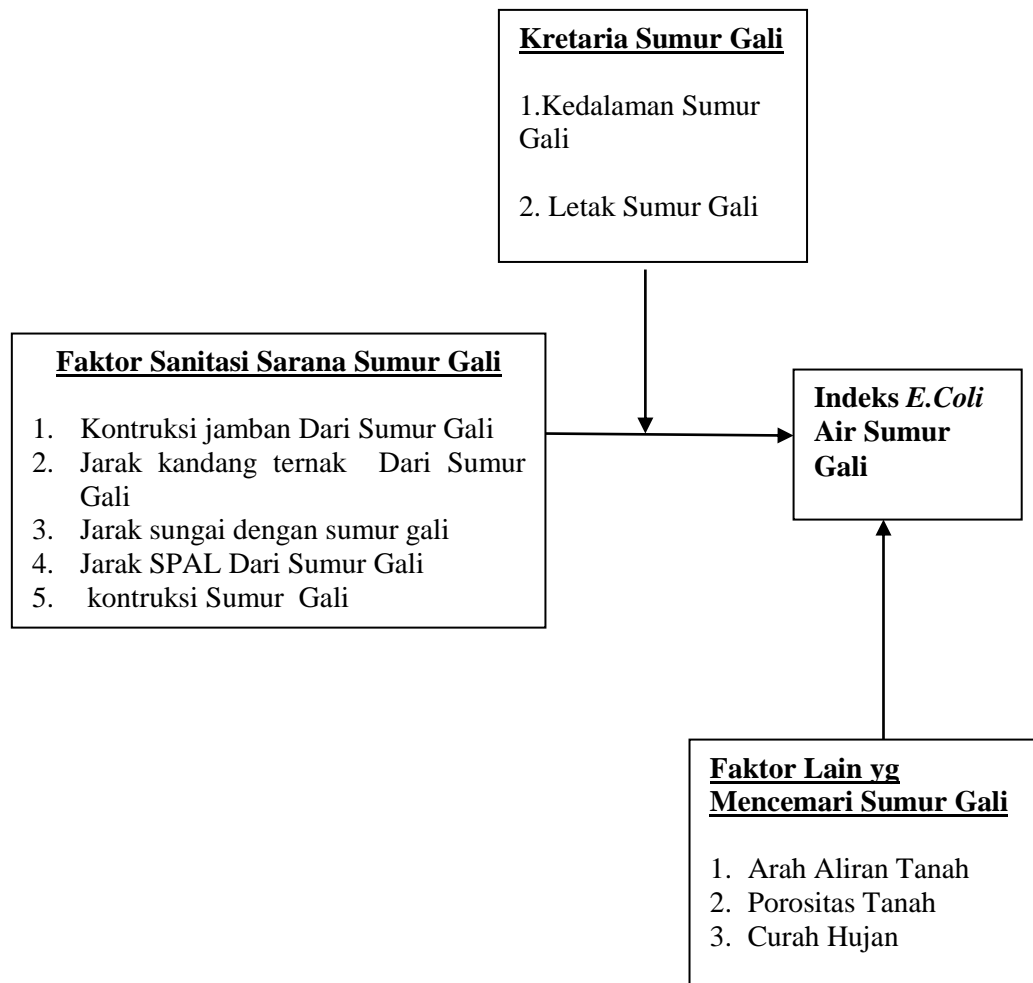 Kretaria Sumur Gali
1.Kedalaman Sumur
Gali
2. Letak Sumur Gali
Faktor Sanitasi Sarana Sumur Gali
1. Kontruksi jamban Dari Sumur Gali
2. Jarak kandang ternak Dari Sumur
Gali
3. Jarak sungai dengan sumur gali
4. Jarak SPAL Dari Sumur Gali
5. kontruksi Sumur Gali
Indeks E.Coli
Air Sumur
Gali
Faktor Lain yg
Mencemari Sumur Gali
1. Arah Aliran Tanah
2. Porositas Tanah
3. Curah Hujan